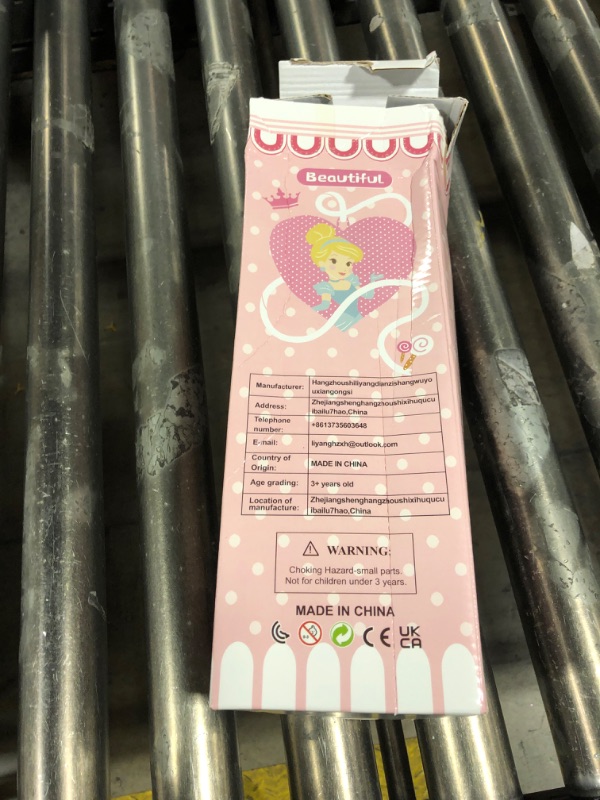 Beautiful
Manufacturer: Hangzhoushiliyangdianzishangwuyo
uxiangongsi
Address: Zhejiangshenghangzhoushixihuqucu
ibailu7hao,China
Telephone
number: +8613735603648
E-mail: liyanghzxh@outlook.com
Country of
Origin: MADE IN CHINA
Age grading: 3+ years old
Location of
manufacture: Zhejiangshenghangzhoushixihuqucu
ibailu7hao,China
WARNING:
Choking Hazard-small parts.
Not for children under 3 years.
MADE IN CHINA
0-3
CE
UK
CA